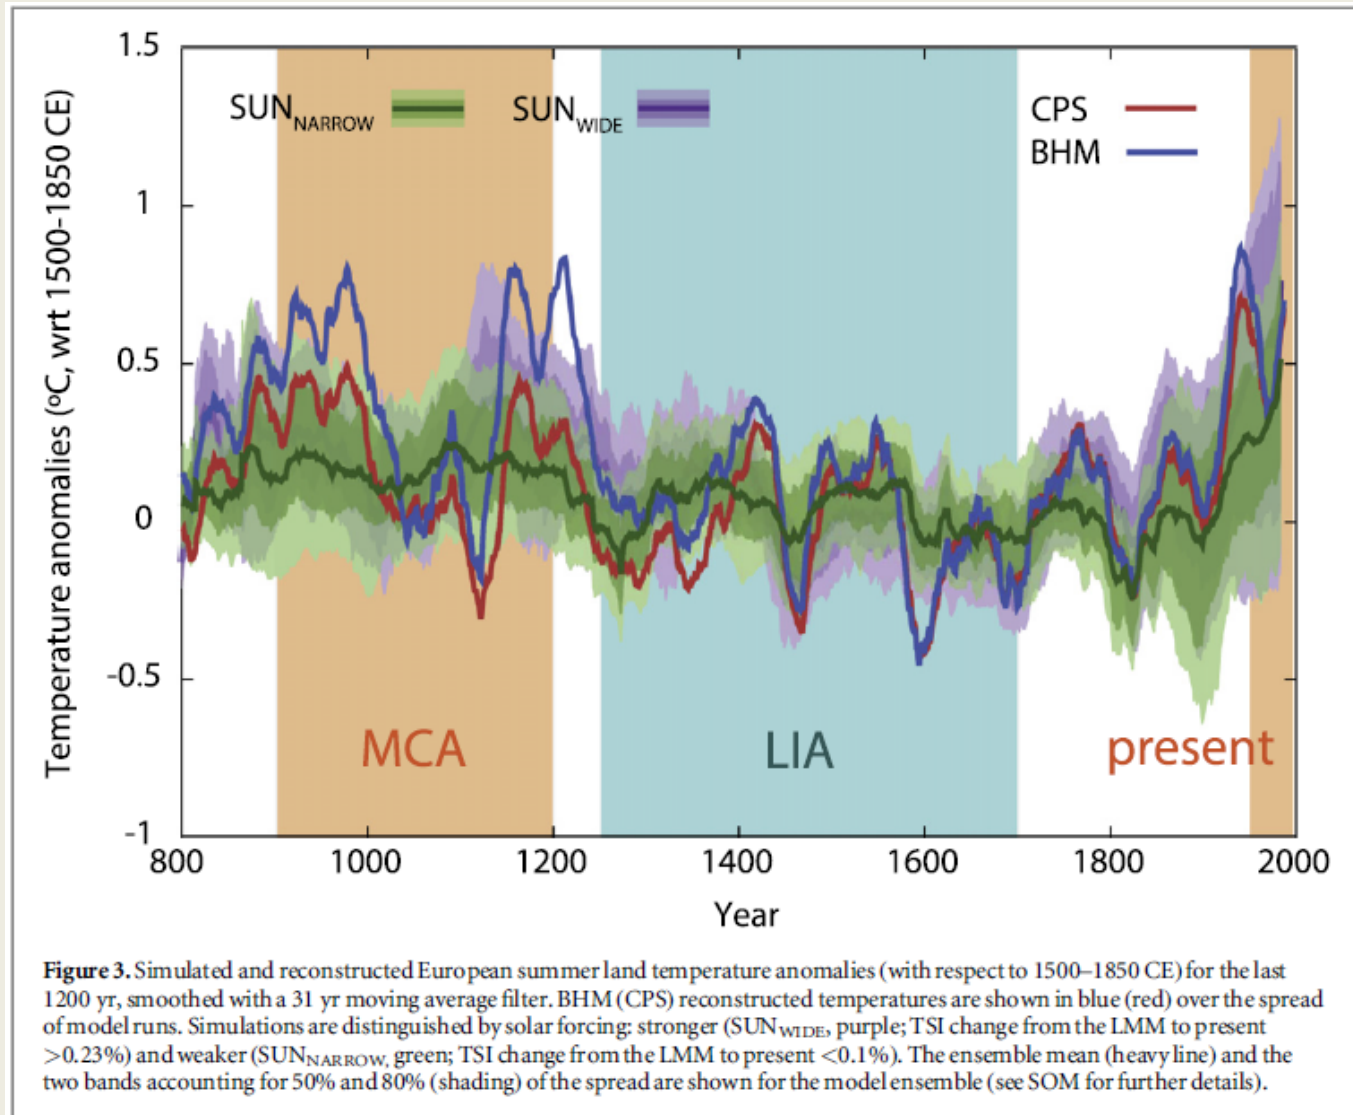 1.5
1
0.5
0
-0.5
-1
Temperature anomalies (ºC, wrt 1500-1850 CE)
SUN NARROW
SUN WIDE
CPS
BHM
MCA
LIA
present
800 1000 1200 1400 1600 1800 2000
Year
Figure 3. Simulated and reconstructed European summer land temperature anomalies (with respect to 1500–1850 CE) for the last
1200 yr, smoothed with a 31 yr moving average filter. BHM (CPS) reconstructed temperatures are shown in blue (red) over the spread
of model runs. Simulations are distinguished by solar forcing: stronger (SUNWIDE, purple; TSI change from the LMM to present
>0.23%) and weaker (SUNNARROW, green; TSI change from the LMM to present <0.1%). The ensemble mean (heavy line) and the
two bands accounting for 50% and 80% (shading) of the spread are shown for the model ensemble (see SOM for further details).